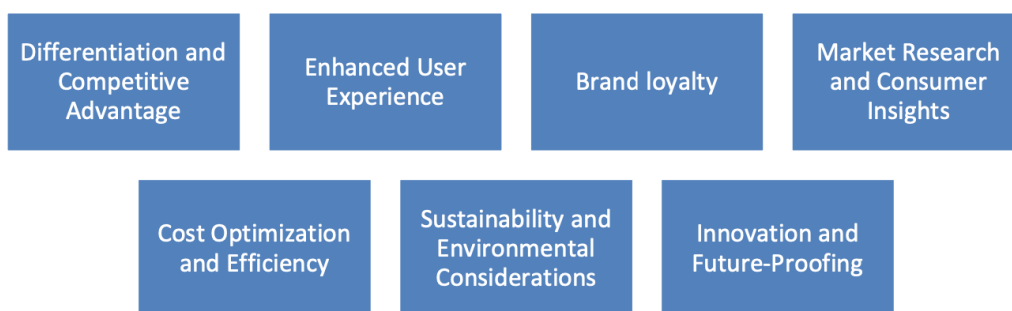 Differentiation and
Competitive
Advantage
Enhanced User
Experience
Brand loyalty
Market Research
and Consumer
Insights
Cost Optimization
and Efficiency
Sustainability and
Environmental
Considerations
Innovation and
Future-Proofing